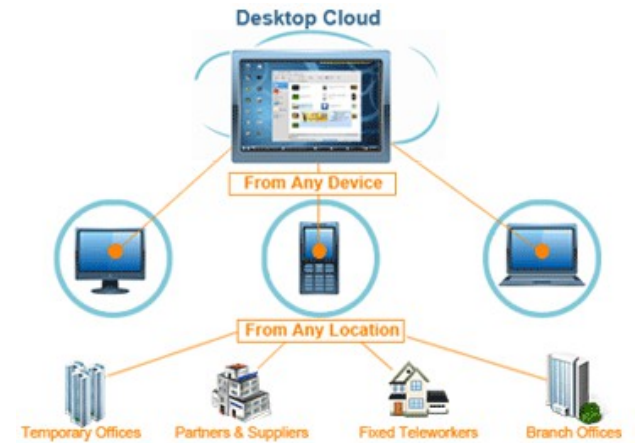 Desktop Cloud
From Any Device
From Any Location
Temporary Offices
Partners & Suppliers
Fixed Teleworkers
Branch Offices